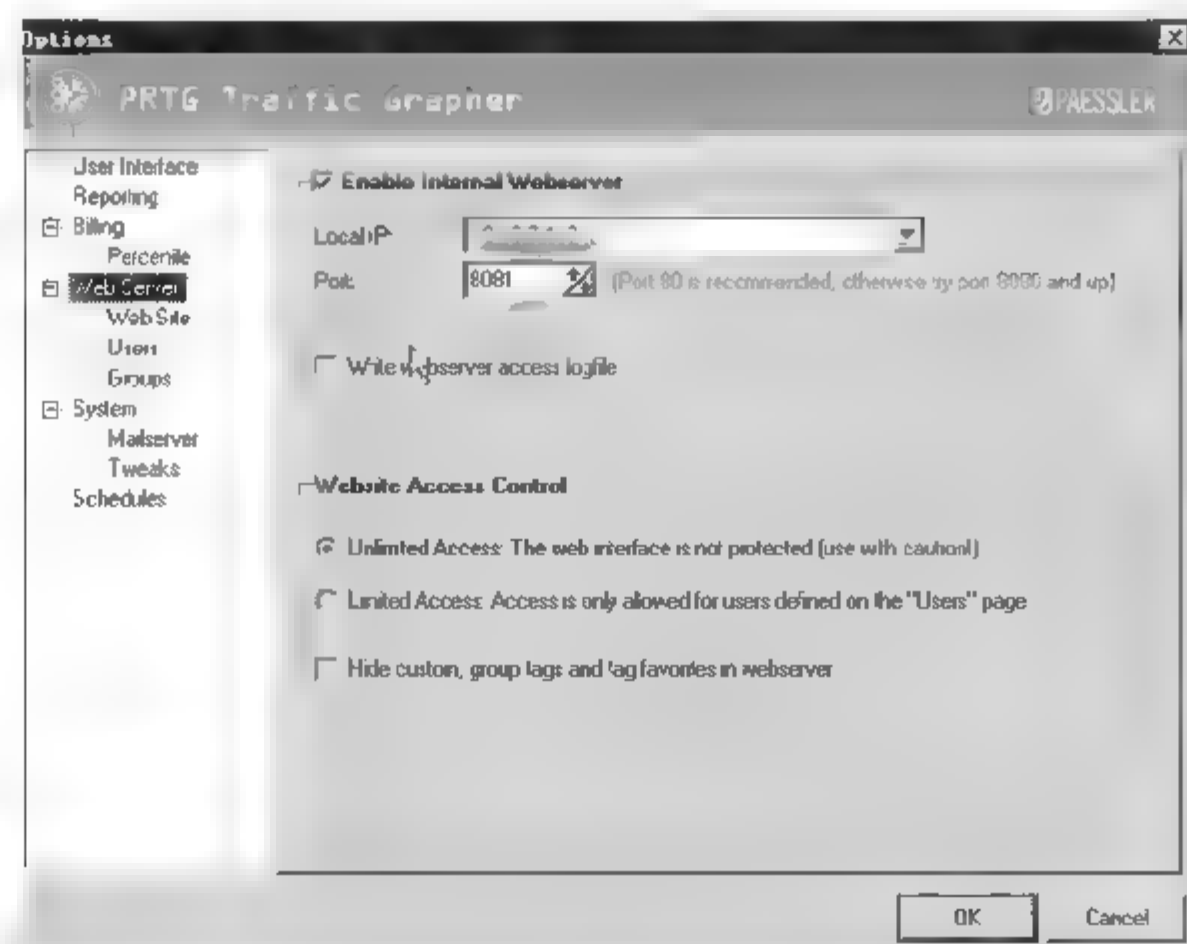 Options
PRTG Traffic Grapher
PAESSLER
User Interface
Reporting
Billing
Percentile
Web Server
Web Site
Users
Groups
System
Mailserver
Tweaks
Schedules
Enable Internal Webserver
Local IP
Port: 8081 (Port 80 is recommended, otherwise try port 8080 and up)
Write webserver access logfile
Website Access Control
Unlimited Access: The web interface is not protected (use with caution!)
Limited Access: Access is only allowed for users defined on the "Users" page
Hide custom, group tags and tag favorites in webserver
OK Cancel